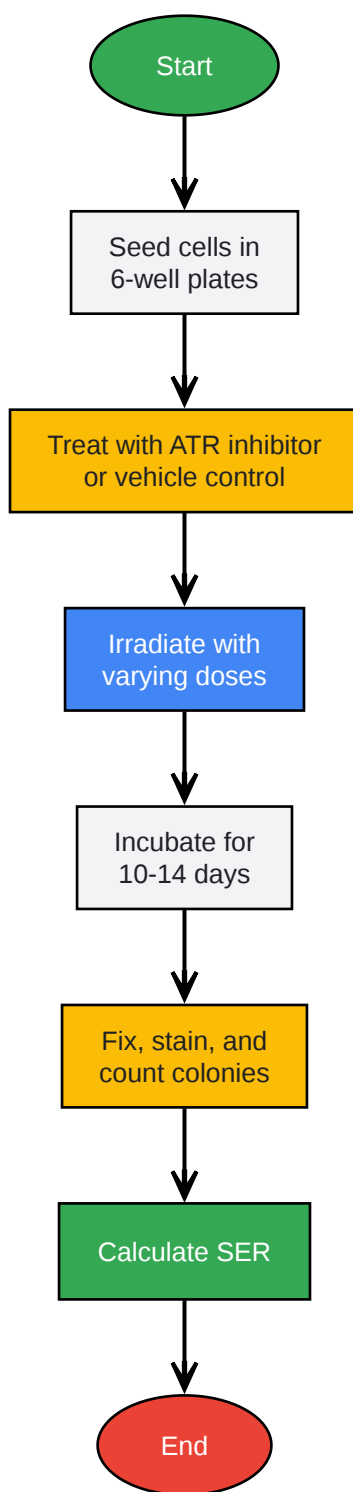 Start
Seed cells in
6-well plates
Treat with ATR inhibitor
or vehicle control
Irradiate with
varying doses
Incubate for
10-14 days
Fix, stain, and
count colonies
Calculate SER
End